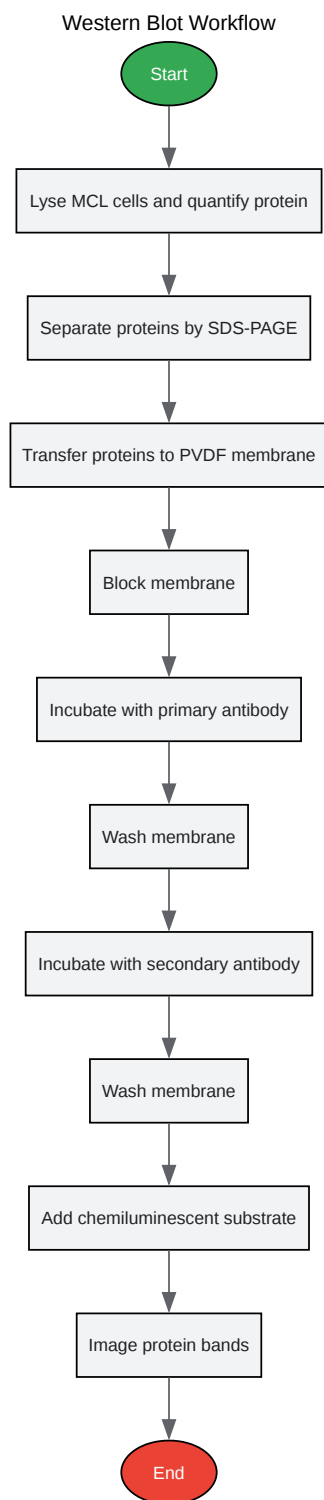 Western Blot Workflow
Start
Lyse MCL cells and quantify protein
Separate proteins by SDS-PAGE
Transfer proteins to PVDF membrane
Block membrane
Incubate with primary antibody
Wash membrane
Incubate with secondary antibody
Wash membrane
Add chemiluminescent substrate
Image protein bands
End